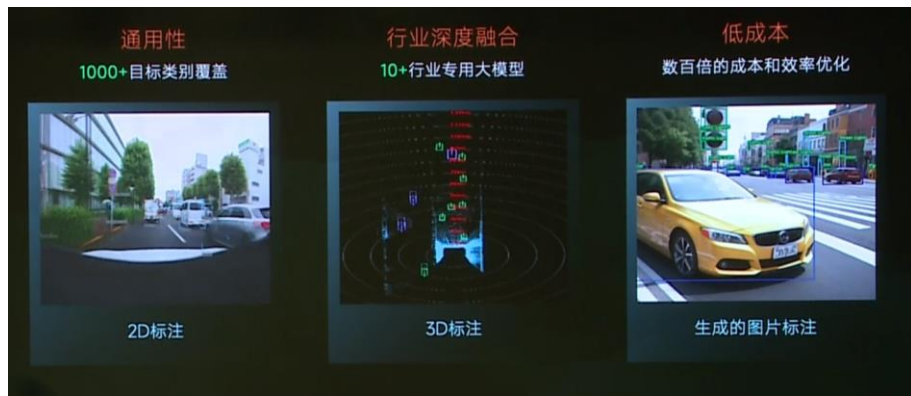 通用性
1000+目标类别覆盖
2D标注
行业深度融合
10+行业专用大模型
3D标注
低成本
数百倍的成本和效率优化
生成的图片标注